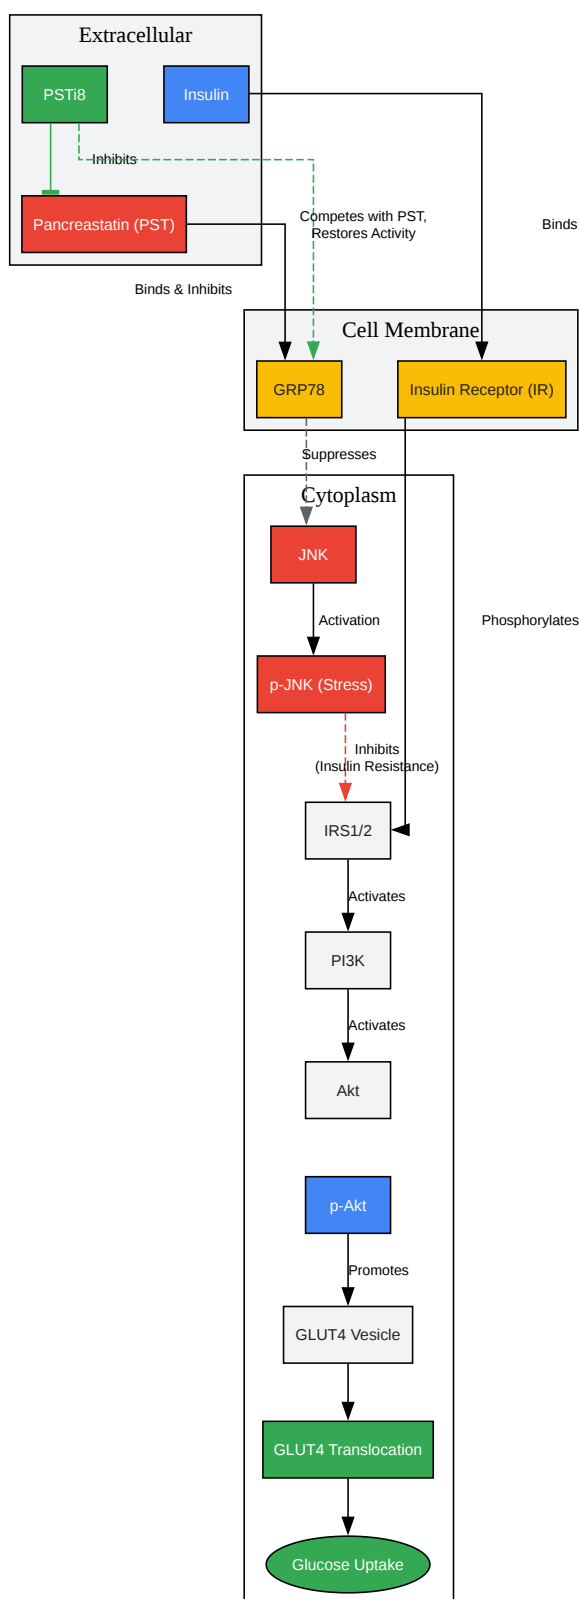 Extracellular
PSTi8
Insulin
Inhibits
Pancreastatin (PST)
Competes with PST,
Restores Activity
Binds
Binds & Inhibits
Cell Membrane
GRP78
Insulin Receptor (IR)
Suppresses
Cytoplasm
JNK
Activation
Phosphorylates
p-JNK (Stress)
Inhibits
(Insulin Resistance)
IRS1/2
Activates
PI3K
Activates
Akt
p-Akt
Promotes
GLUT4 Vesicle
GLUT4 Translocation
Glucose Uptake